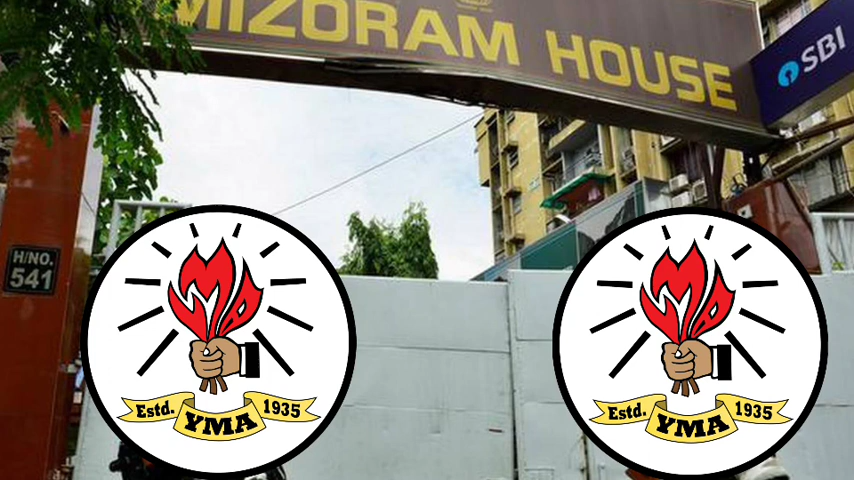 MIZORAM HOUSE
SBI
H/NO.
541
Estd. YMA 1935
Estd. YMA 1935